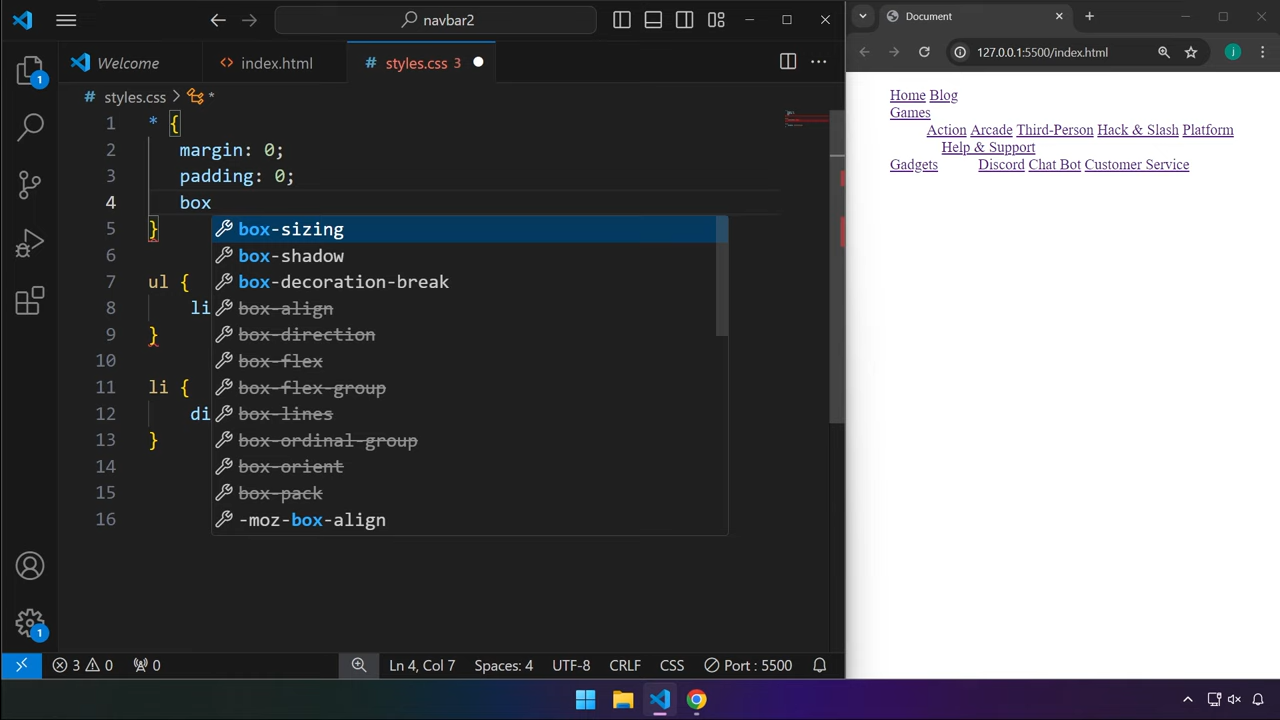 navbar2
Welcome
<> index.html
# styles.css 3
# styles.css > *
1 * {
2 margin: 0;
3 padding: 0;
4 box
5 }
6
7 ul {
8 li
9 }
10
11 li {
12 di
13 }
14
15
16
box-sizing
box-shadow
box-decoration-break
box-align
box-direction
box-flex
box-flex-group
box-lines
box-ordinal-group
box-orient
box-pack
-moz-box-align
1
1
3 0 0
Ln 4, Col 7
Spaces: 4
UTF-8
CRLF
CSS
Port : 5500
Document
127.0.0.1:5500/index.html
j
Home Blog
Games
Action Arcade Third-Person Hack & Slash Platform
Help & Support
Gadgets Discord Chat Bot Customer Service